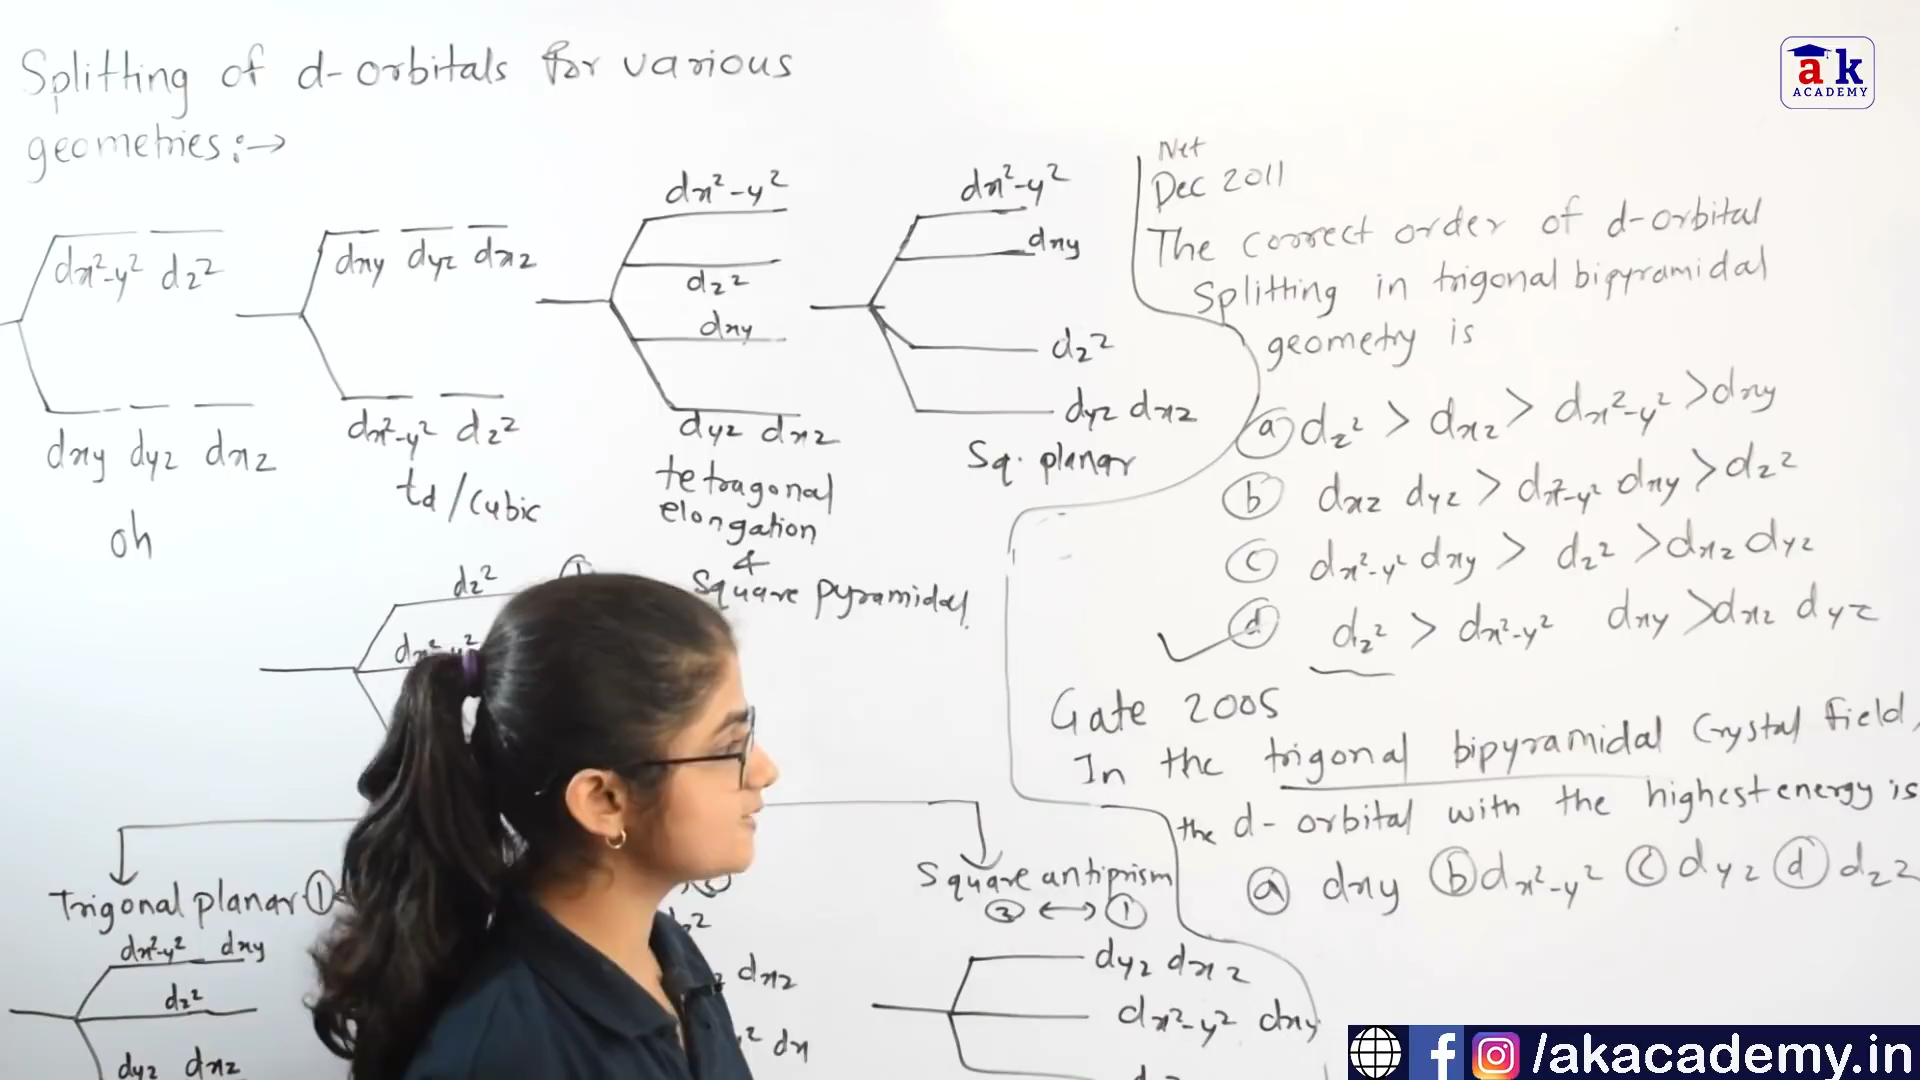 Splitting of d-orbitals for various
geometries:→
dx²-y² dz²
dxy dyz dxz
oh
dxy dyz dxz
dx²-y² dz²
td/Cubic
dx²-y²
dz²
dxy
dyz dxz
tetragonal
elongation
&
Square pyramidal
dx²-y²
dxy
dz²
dyz dxz
Sq. planar
dz²
Trigonal planar ①
dx²-y² dxy
dz²
dyz dxz
dxz
Square antiprism
③ ↔ ①
dyz dxz
dx²-y² dxy
Net
Dec 2011
The correct order of d-orbital
Splitting in trigonal bipyramidal
geometry is
ⓐ dz² > dxz > dx²-y² > dxy
ⓑ dxz dyz > dx²-y² dxy > dz²
ⓒ dx²-y² dxy > dz² > dxz dyz
ⓓ dz² > dx²-y² dxy > dxz dyz
Gate 2005
In the trigonal bipyramidal Crystal field,
the d-orbital with the highest energy is
ⓐ dxy ⓑ dx²-y² ⓒ dyz ⓓ dz²
ak
ACADEMY
/akacademy.in